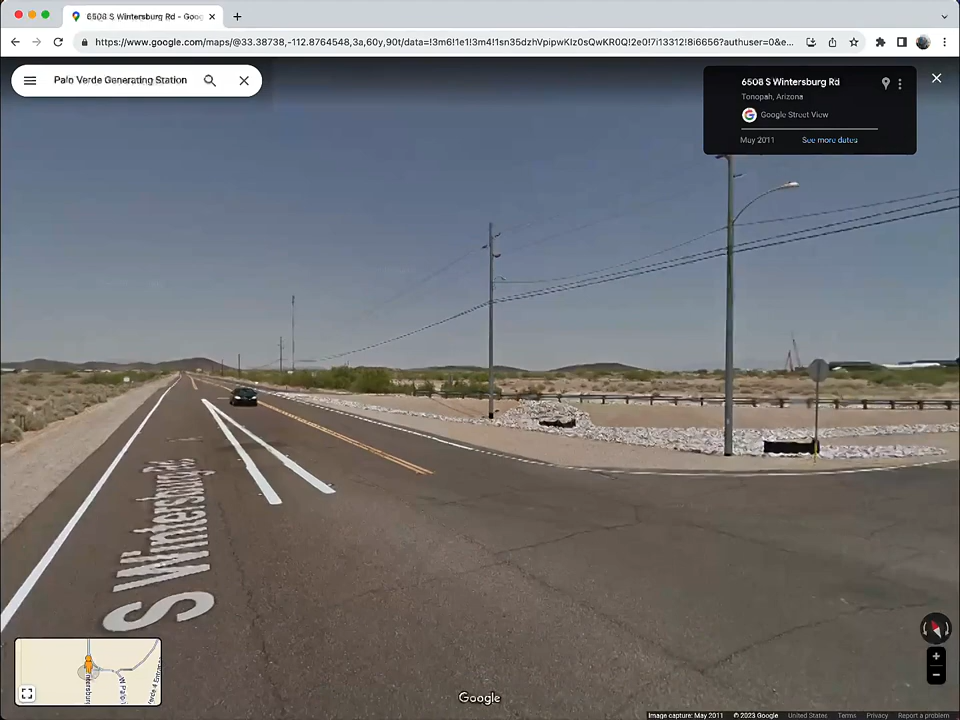 6508 S Wintersburg Rd - Goog
https://www.google.com/maps/@33.38738,-112.8764548,3a,60y,90t/data=!3m6!1e1!3m4!1sn35dzhVpipwKIz0sQwKR0Q!2e0!7i13312!8i6656?authuser=0&e...
Palo Verde Generating Station
6508 S Wintersburg Rd
Tonopah, Arizona
Google Street View
May 2011
See more dates
S Wintersburg Rd
Google
Image capture: May 2011 © 2023 Google United States Terms Privacy Report a problem